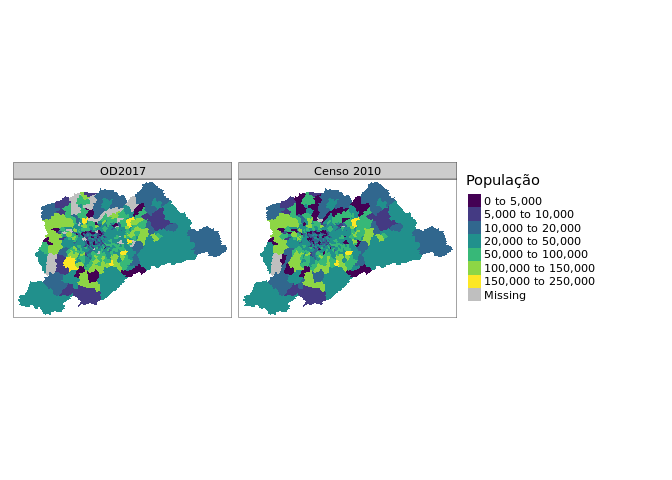 OD2017
Censo 2010
População
0 to 5,000
5,000 to 10,000
10,000 to 20,000
20,000 to 50,000
50,000 to 100,000
100,000 to 150,000
150,000 to 250,000
Missing